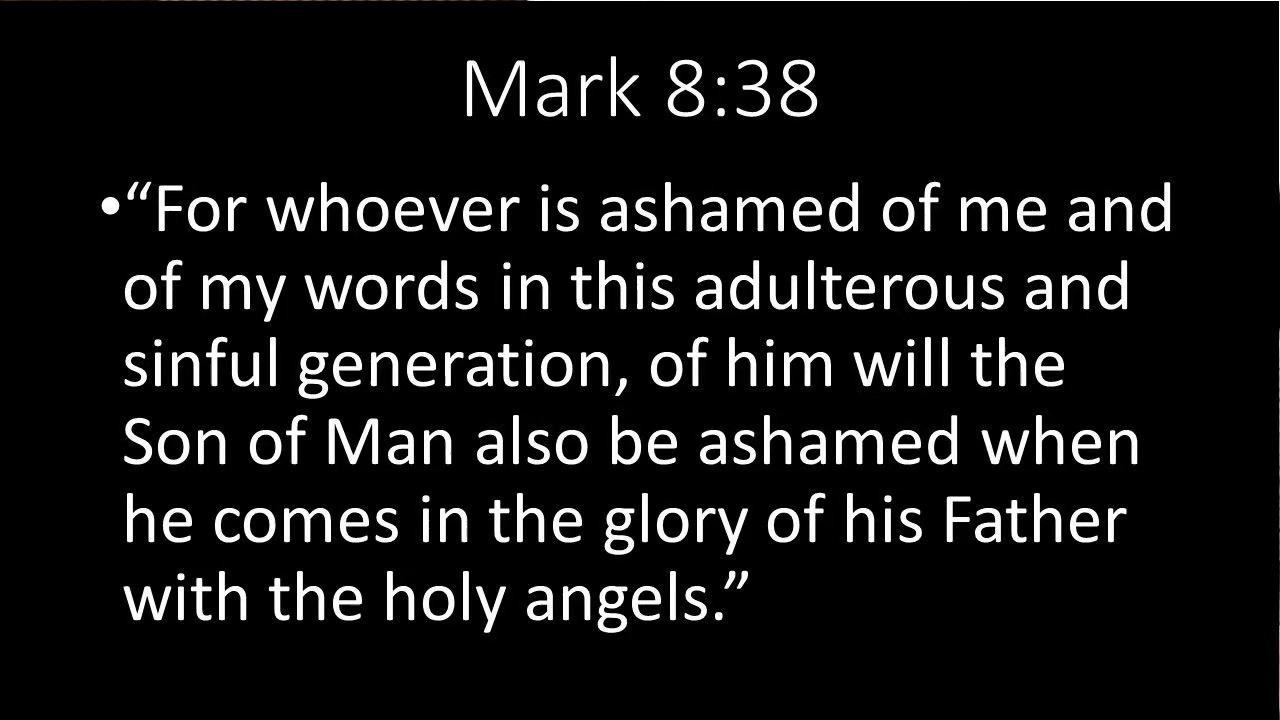 Mark 8:38
•“For whoever is ashamed of me and
of my words in this adulterous and
sinful generation, of him will the
Son of Man also be ashamed when
he comes in the glory of his Father
with the holy angels.”